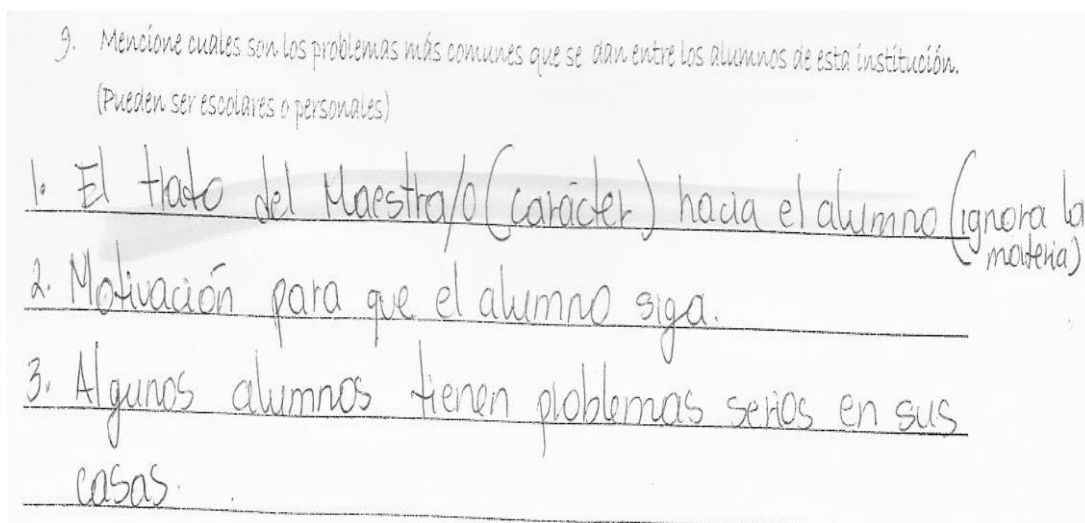 9. Mencione cuales son los problemas más comunes que se dan entre los alumnos de esta institución.
(Pueden ser escolares o personales)
1. El trato del Maestra/o (carácter) hacia el alumno (ignora la
materia)
2. Motivación para que el alumno siga.
3. Algunos alumnos tienen problemas serios en sus
casas.